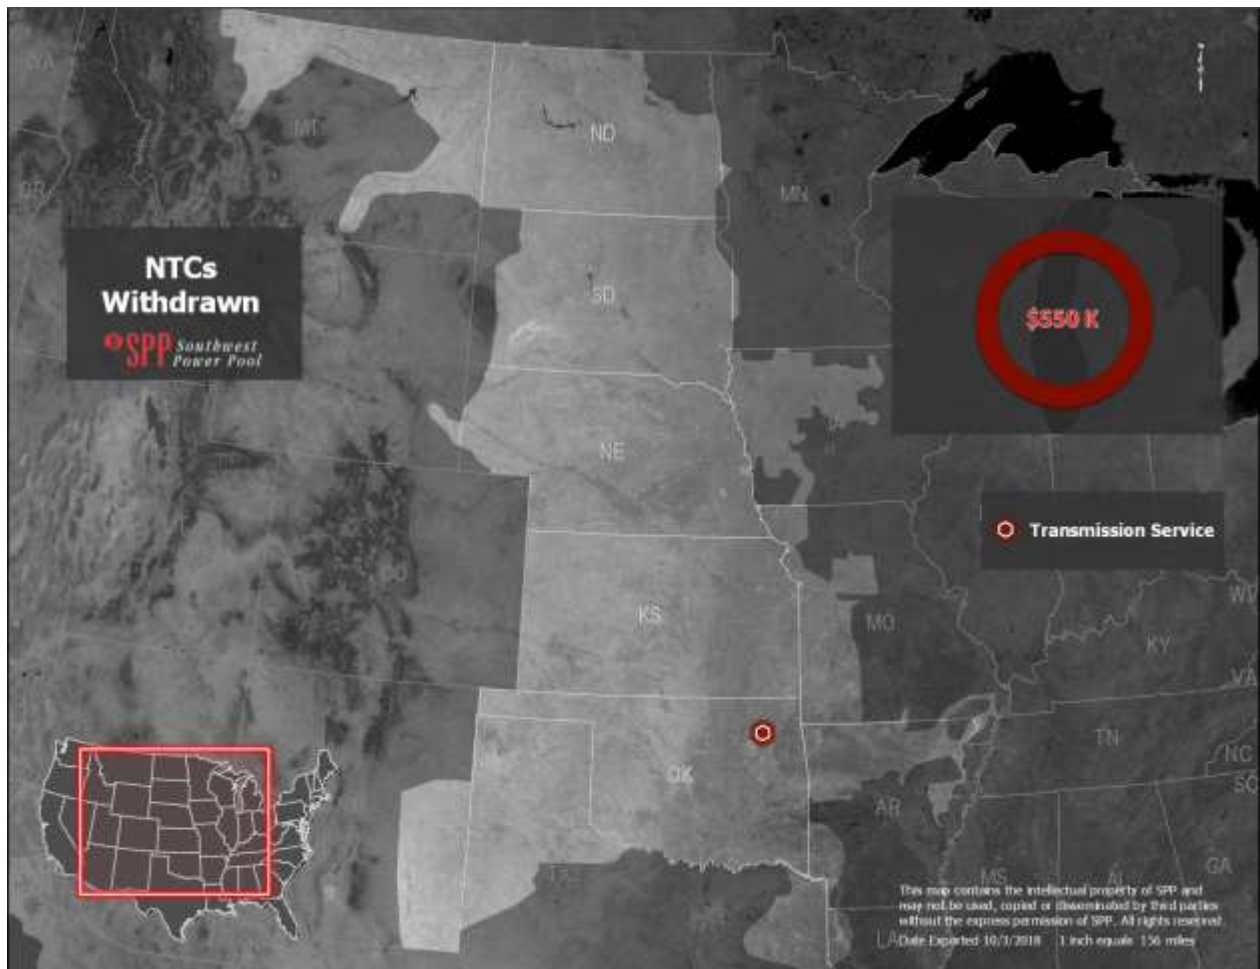 WA
MT
ND
OR
MN
NTCs
Withdrawn
SPP Southwest
Power Pool
SD
$550 K
NE
Transmission Service
KS
MO
KY
VA
TN
NC
SC
OK
AR
MS
AL
GA
TX
LA
This map contains the intellectual property of SPP and
may not be used, copied or disseminated by third parties
without the express permission of SPP. All rights reserved.
Date Exported 10/3/2018 1 inch equals 156 miles